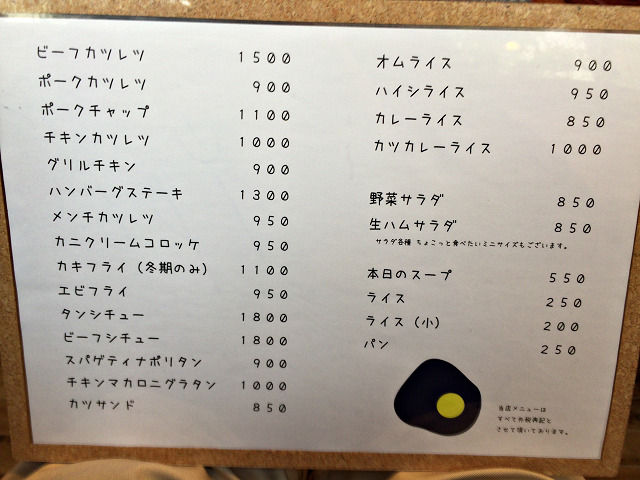 ビーフカツレツ 1500
ポークカツレツ 900
ポークチャップ 1100
チキンカツレツ 1000
グリルチキン 900
ハンバーグステーキ 1300
メンチカツレツ 950
カニクリームコロッケ 950
カキフライ（冬期のみ） 1100
エビフライ 950
タンシチュー 1800
ビーフシチュー 1800
スパゲティナポリタン 900
チキンマカロニグラタン 1000
カツサンド 850
オムライス 900
ハイシライス 950
カレーライス 850
カツカレーライス 1000
野菜サラダ 850
生ハムサラダ 850
サラダ各種 ちょこっと食べたいミニサイズもございます。
本日のスープ 550
ライス 250
ライス（小） 200
パン 250
当店メニューは
すべて外税表記と
させて頂いております。